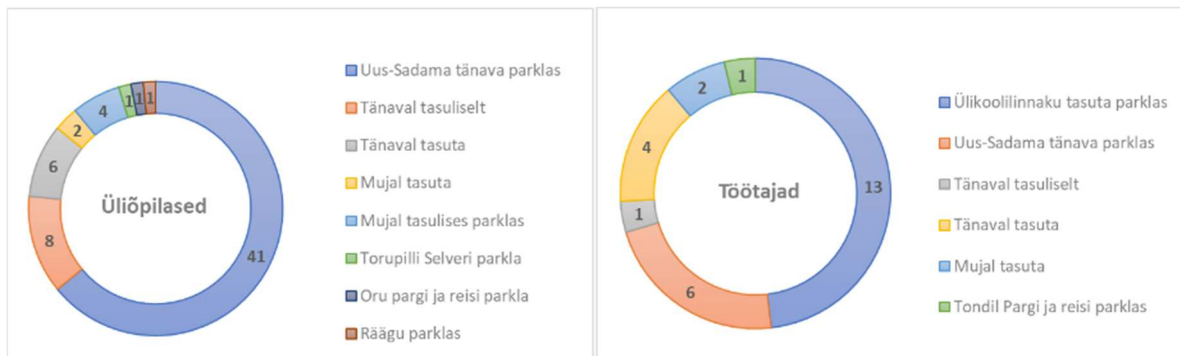 Üliõpilased
41
8
6
2
4
1
1
1
Uus-Sadama tänava parklas
Tänaval tasuliselt
Tänaval tasuta
Mujal tasuta
Mujal tasulises parklas
Torupilli Selveri parkla
Oru pargi ja reisi parkla
Räägu parklas
Töötajad
13
6
1
4
2
1
Ülikoolilinnaku tasuta parklas
Uus-Sadama tänava parklas
Tänaval tasuliselt
Tänaval tasuta
Mujal tasuta
Tondil Pargi ja reisi parklas